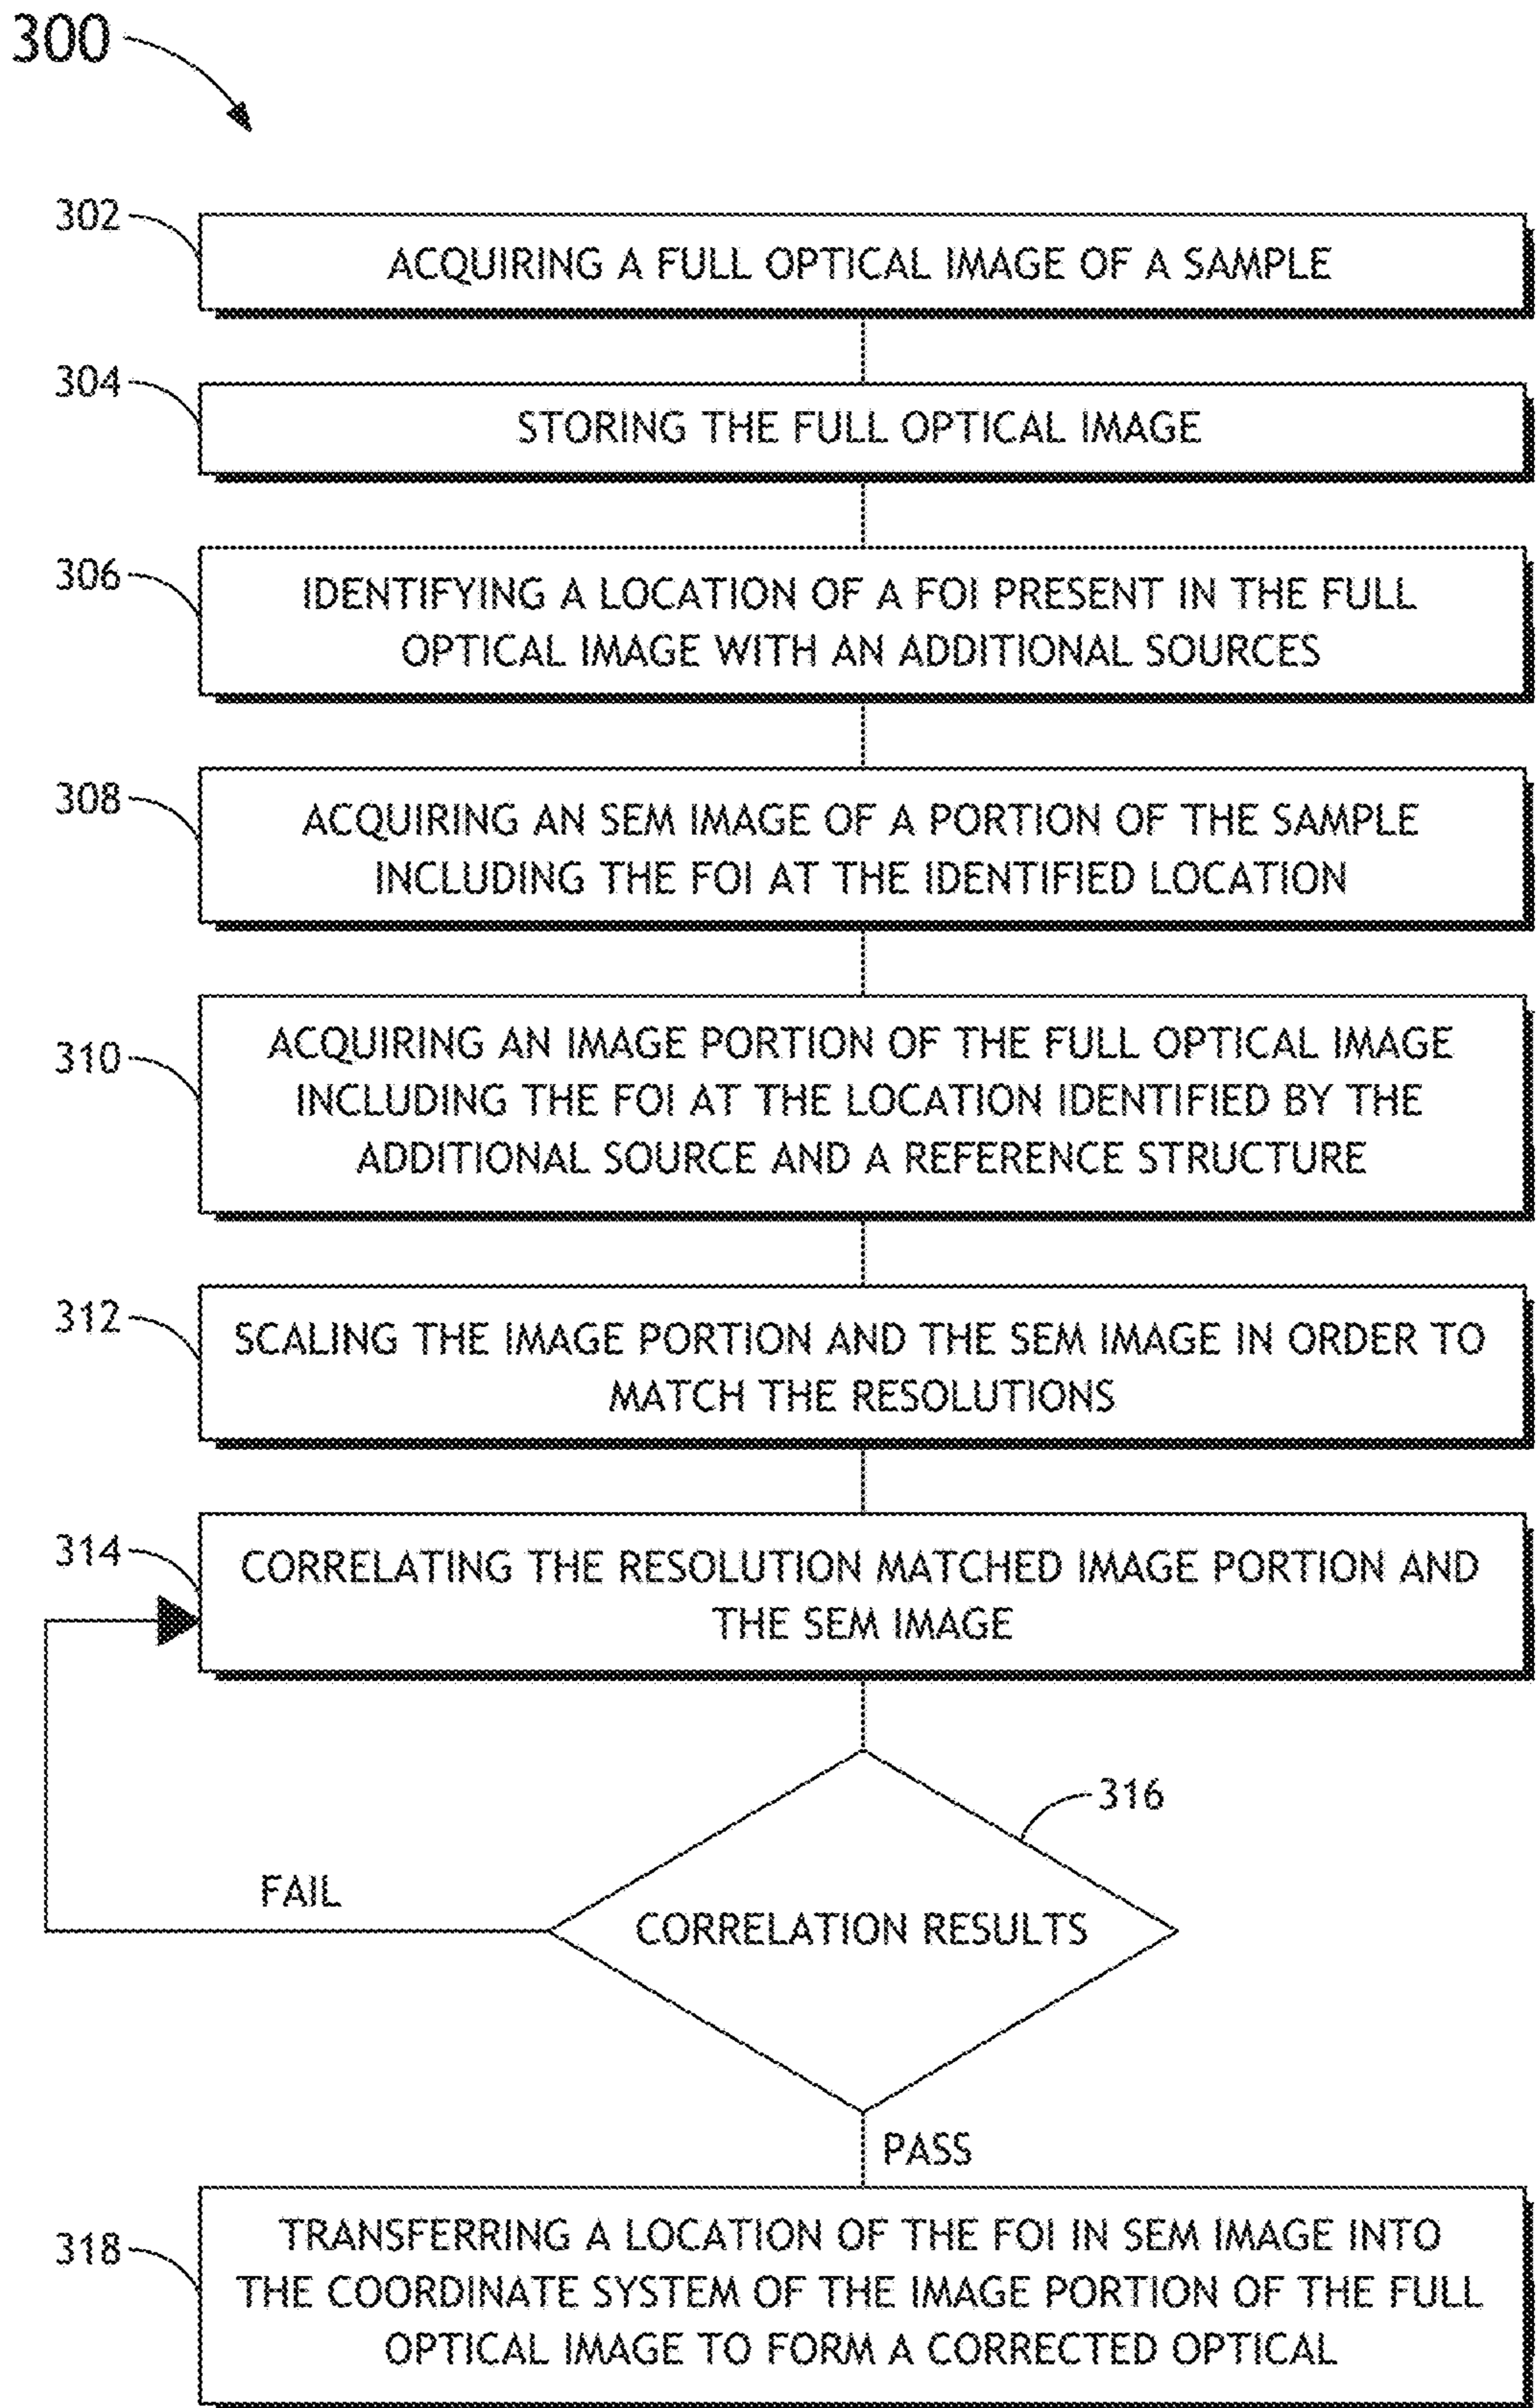 300
302
ACQUIRING A FULL OPTICAL IMAGE OF A SAMPLE
304
STORING THE FULL OPTICAL IMAGE
306
IDENTIFYING A LOCATION OF A FOI PRESENT IN THE FULL
OPTICAL IMAGE WITH AN ADDITIONAL SOURCES
308
ACQUIRING AN SEM IMAGE OF A PORTION OF THE SAMPLE
INCLUDING THE FOI AT THE IDENTIFIED LOCATION
310
ACQUIRING AN IMAGE PORTION OF THE FULL OPTICAL IMAGE
INCLUDING THE FOI AT THE LOCATION IDENTIFIED BY THE
ADDITIONAL SOURCE AND A REFERENCE STRUCTURE
312
SCALING THE IMAGE PORTION AND THE SEM IMAGE IN ORDER TO
MATCH THE RESOLUTIONS
314
CORRELATING THE RESOLUTION MATCHED IMAGE PORTION AND
THE SEM IMAGE
316
FAIL
CORRELATION RESULTS
PASS
318
TRANSFERRING A LOCATION OF THE FOI IN SEM IMAGE INTO
THE COORDINATE SYSTEM OF THE IMAGE PORTION OF THE FULL
OPTICAL IMAGE TO FORM A CORRECTED OPTICAL